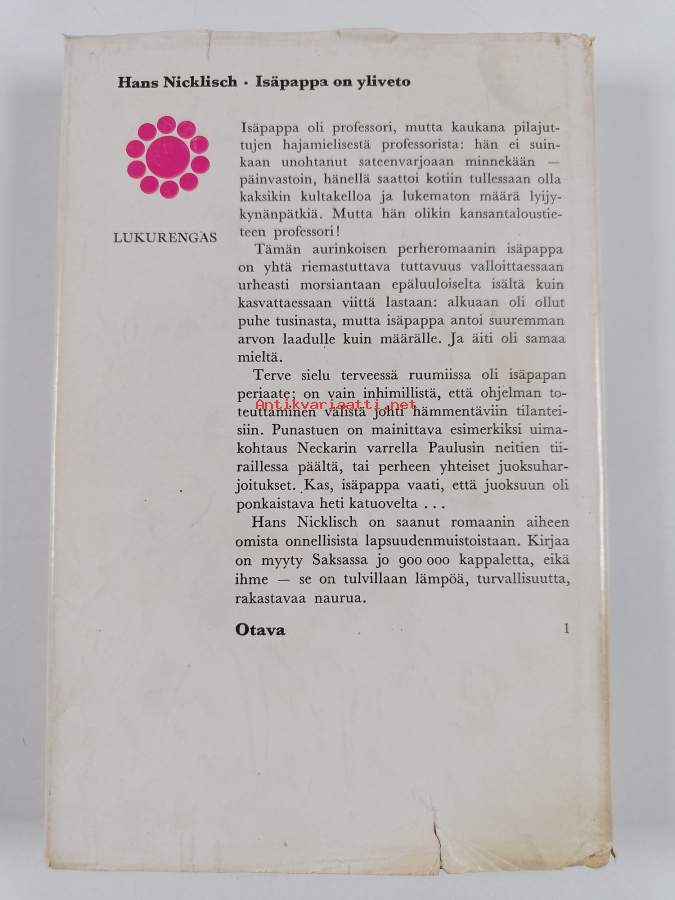 Hans Nicklisch · Isäpappa on yliveto
LUKURENGAS
Isäpappa oli professori, mutta kaukana pilajut-
tujen hajamielisestä professorista: hän ei suin-
kaan unohtanut sateenvarjoaan minnekään —
päinvastoin, hänellä saattoi kotiin tullessaan olla
kaksikin kultakelloa ja lukematon määrä lyijy-
kynänpätkiä. Mutta hän olikin kansantaloustie-
teen professori!
Tämän aurinkoisen perheromaanin isäpappa
on yhtä riemastuttava tuttavuus valloittaessaan
urheasti morsiantaan epäluuloiselta isältä kuin
kasvattaessaan viittä lastaan: alkuaan oli ollut
puhe tusinasta, mutta isäpappa antoi suuremman
arvon laadulle kuin määrälle. Ja äiti oli samaa
mieltä.
Terve sielu terveessä ruumiissa oli isäpapan
periaate; on vain inhimillistä, että ohjelman to-
Antikvariaatti.net
teuttaminen välistä johti hämmentäviin tilantei-
siin. Punastuen on mainittava esimerkiksi uima-
kohtaus Neckarin varrella Paulusin neitien tii-
raillessa päältä, tai perheen yhteiset juoksuhar-
joitukset. Kas, isäpappa vaati, että juoksuun oli
ponkaistava heti katuovelta . . .
Hans Nicklisch on saanut romaanin aiheen
omista onnellisista lapsuudenmuistoistaan. Kirjaa
on myyty Saksassa jo 900 000 kappaletta, eikä
ihme — se on tulvillaan lämpöä, turvallisuutta,
rakastavaa naurua.
Otava 1